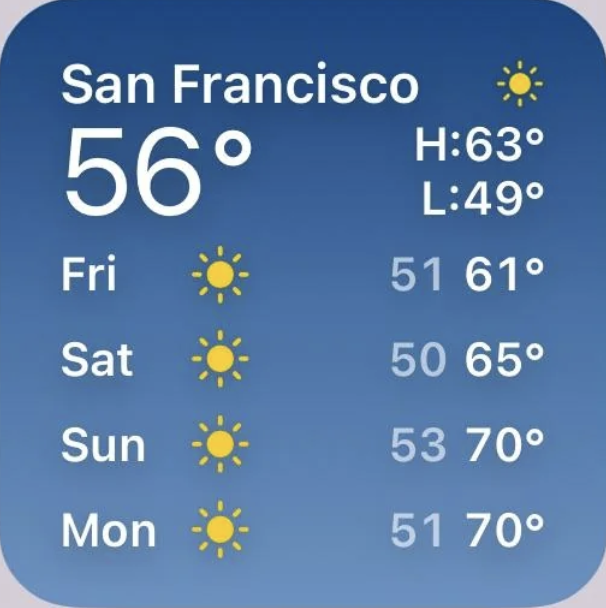 San Francisco
56°
H:63°
L:49°
Fri 51 61°
Sat 50 65°
Sun 53 70°
Mon 51 70°